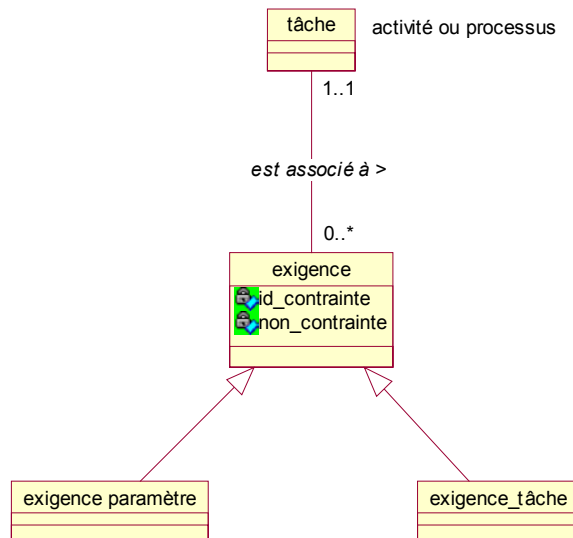 tâche
activité ou processus
1..1
est associé à >
0..*
exigence
id_contrainte
non_contrainte
exigence paramètre
exigence_tâche